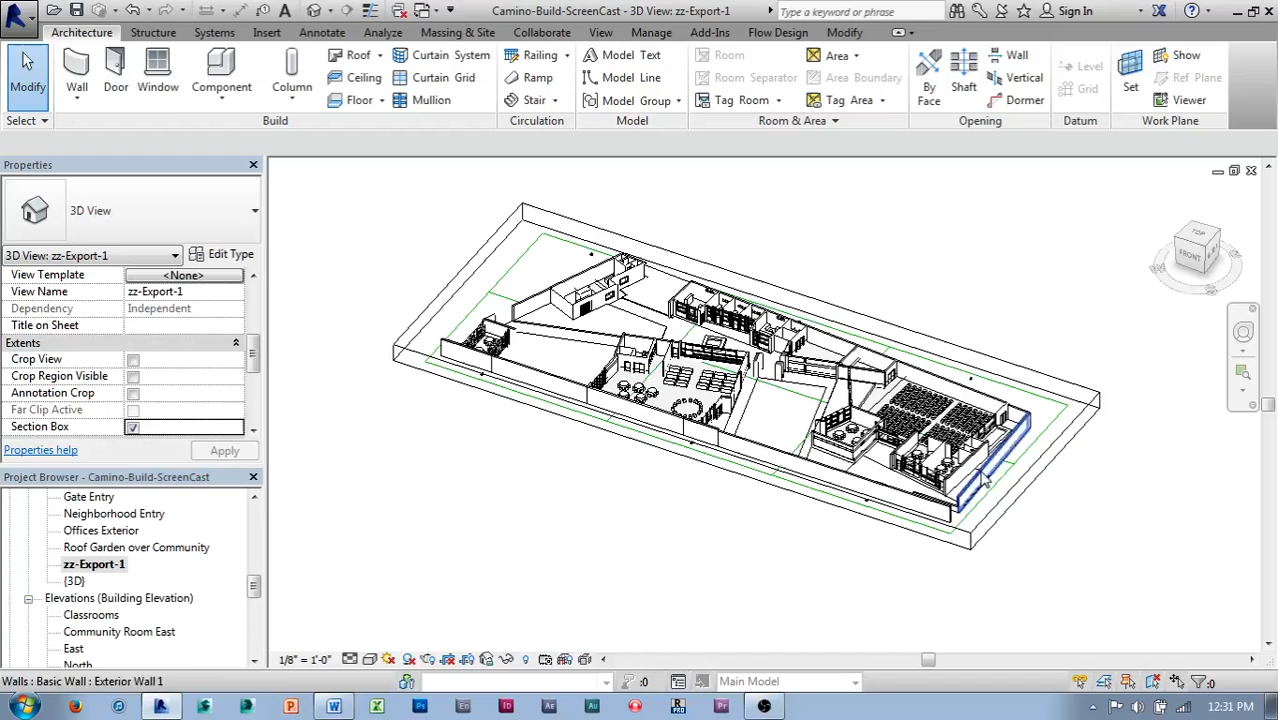 Camino-Build-ScreenCast - 3D View: zz-Export-1
Type a keyword or phrase
Sign In
Architecture
Structure
Systems
Insert
Annotate
Analyze
Massing & Site
Collaborate
View
Manage
Add-Ins
Flow Design
Modify
Modify
Wall
Door
Window
Component
Column
Roof
Ceiling
Floor
Curtain System
Curtain Grid
Mullion
Railing
Ramp
Stair
Model Text
Model Line
Model Group
Room
Room Separator
Tag Room
Area
Area Boundary
Tag Area
By Face
Shaft
Wall
Vertical
Dormer
Level
Grid
Set
Show
Ref Plane
Viewer
Select
Build
Circulation
Model
Room & Area
Opening
Datum
Work Plane
Properties
3D View
3D View: zz-Export-1
Edit Type
View Template
<None>
View Name
zz-Export-1
Dependency
Independent
Title on Sheet
Extents
Crop View
Crop Region Visible
Annotation Crop
Far Clip Active
Section Box
Properties help
Apply
Project Browser - Camino-Build-ScreenCast
Gate Entry
Neighborhood Entry
Offices Exterior
Roof Garden over Community
zz-Export-1
{3D}
Elevations (Building Elevation)
Classrooms
Community Room East
East
North
TOP
FRONT
1/8" = 1'-0"
Walls : Basic Wall : Exterior Wall 1
:0
Main Model
:0
12:31 PM